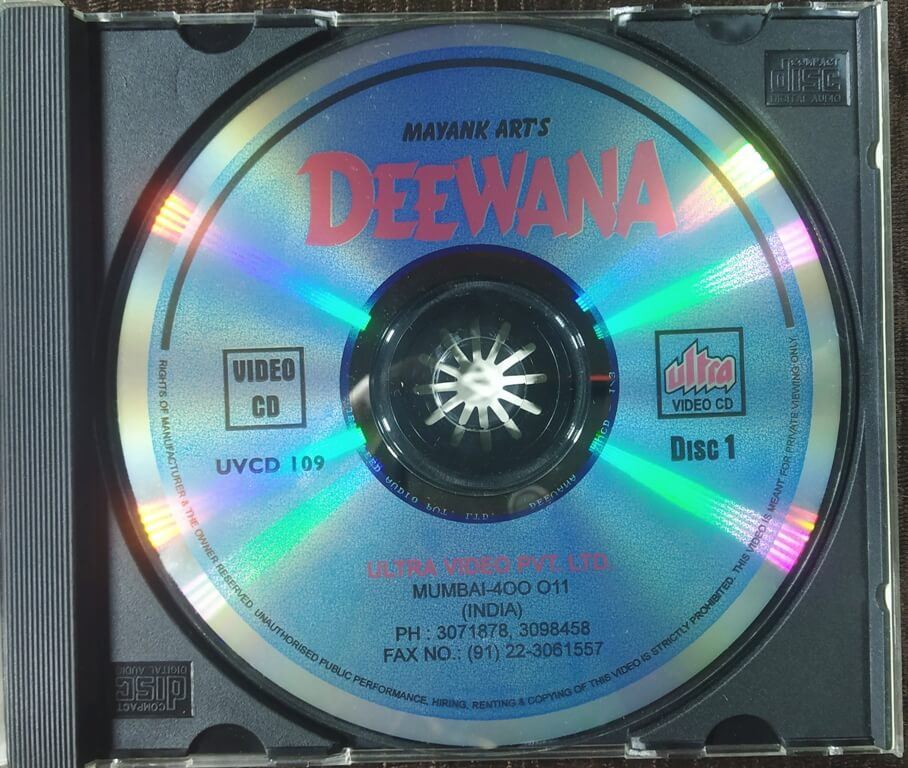 MAYANK ART'S
DEEWANA
COMPACT
disc
DIGITAL AUDIO
VIDEO
CD
UVCD 109
ultra
VIDEO CD
DISC 1
ULTRA VIDEO PVT. LTD.
MUMBAI-400 011
(INDIA)
PH : 3071878, 3098458
FAX NO.: (91) 22-3061557
RIGHTS OF MANUFACTURER & THE OWNER RESERVED. UNAUTHORISED PUBLIC PERFORMANCE, HIRING, RENTING & COPYING OF THIS VIDEO IS STRICTLY PROHIBITED. THIS VIDEO IS MEANT FOR PRIVATE VIEWING ONLY.
DEEWANA
COMPACT
disc
DIGITAL AUDIO